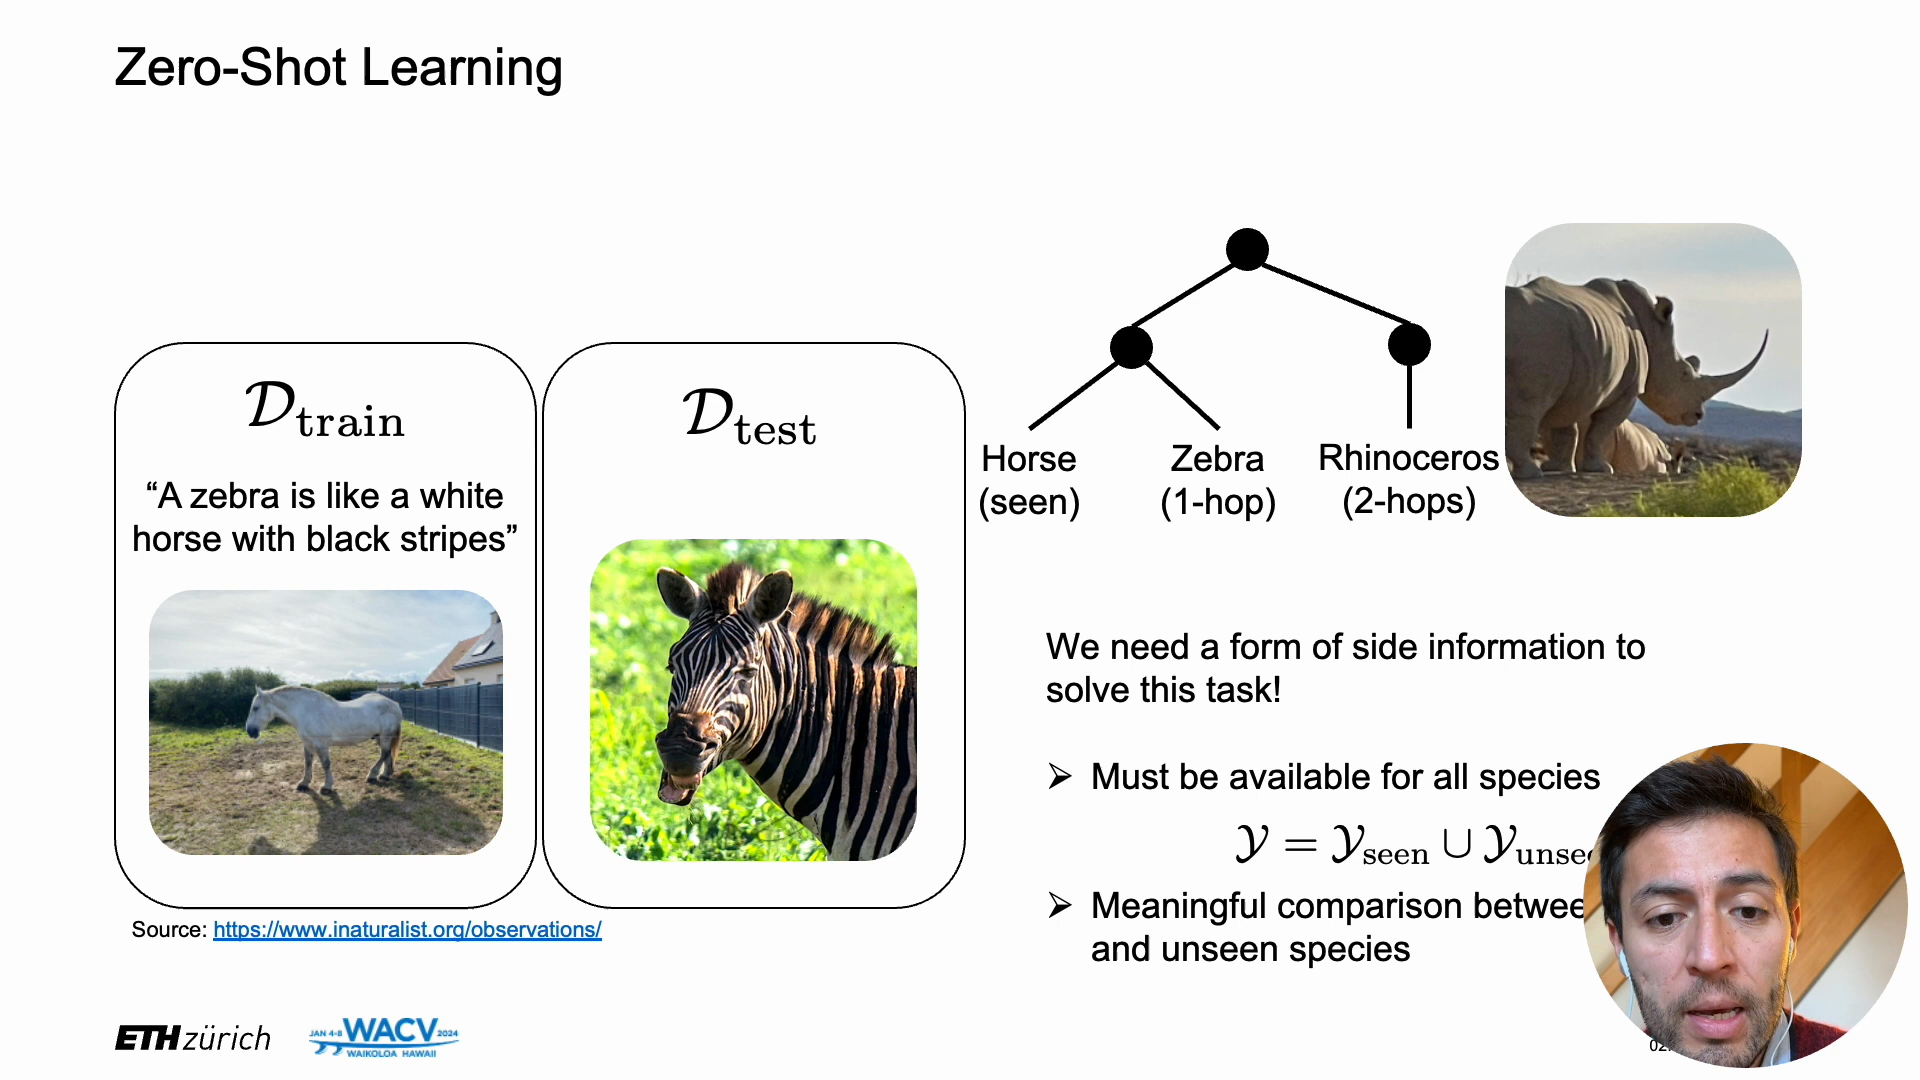 Zero-Shot Learning
𝒟train
“A zebra is like a white
horse with black stripes”
𝒟test
Horse
(seen)
Zebra
(1-hop)
Rhinoceros
(2-hops)
We need a form of side information to
solve this task!
➢ Must be available for all species
𝒴 = 𝒴seen ∪ 𝒴
➢ Meaningful comparison
and unseen species
Source: https://www.inaturalist.org/observations/
ETH zürich
JAN 4-8 WACV 2024
WAIKOLOA HAWAII